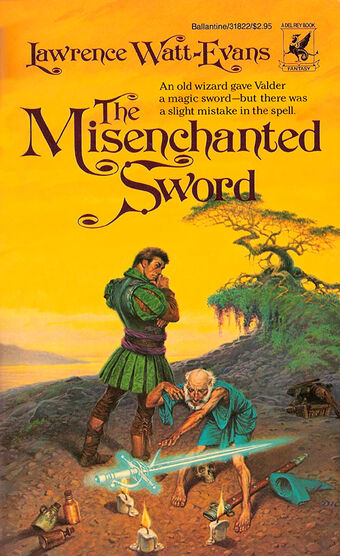 Ballantine/31822/$2.95
A DEL REY BOOK
FANTASY
Lawrence Watt-Evans
An old wizard gave Valder
a magic sword—but there was
a slight mistake in the spell.
The
Misenchanted
Sword